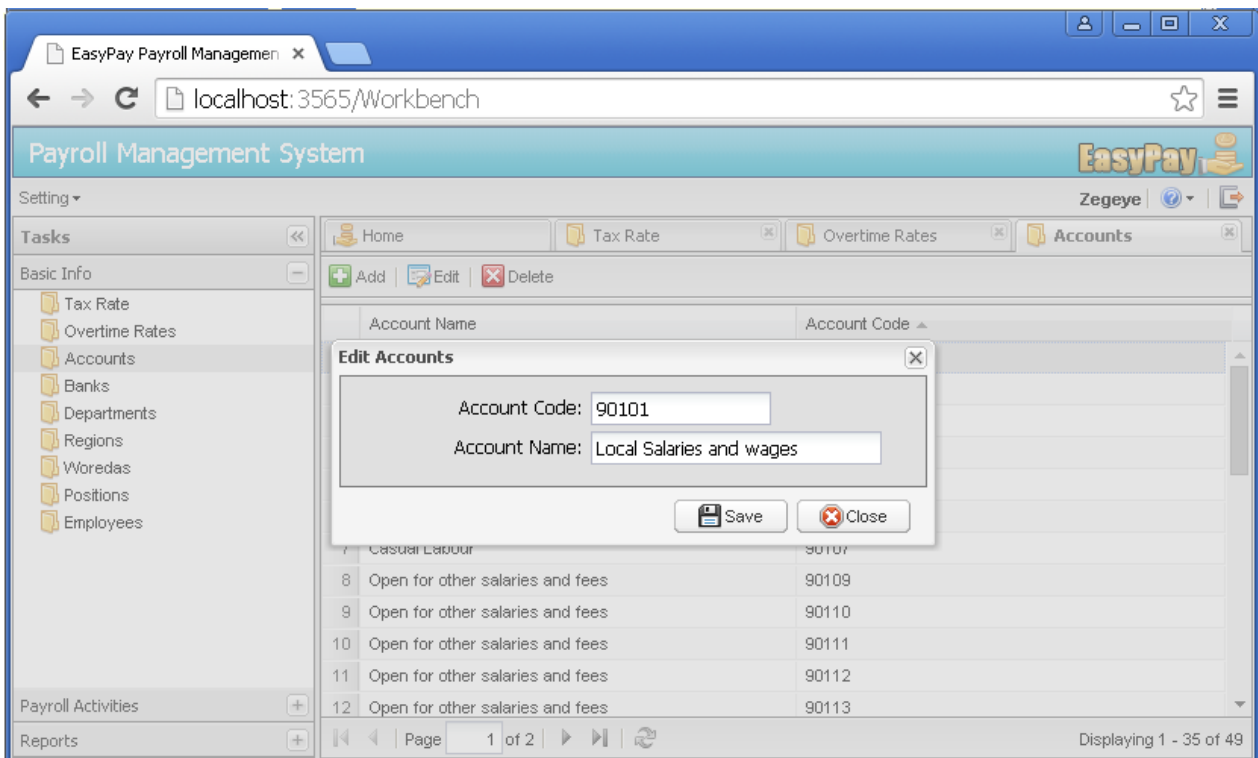 EasyPay Payroll Managemen
localhost:3565/Workbench
Payroll Management System
EasyPay
Setting
Zegeye
Tasks
Home
Tax Rate
Overtime Rates
Accounts
Basic Info
Add
Edit
Delete
Tax Rate
Overtime Rates
Accounts
Banks
Departments
Regions
Woredas
Positions
Employees
Account Name
Account Code
Edit Accounts
Account Code: 90101
Account Name: Local Salaries and wages
Save
Close
7 Casual Labour 90107
8 Open for other salaries and fees 90109
9 Open for other salaries and fees 90110
10 Open for other salaries and fees 90111
11 Open for other salaries and fees 90112
12 Open for other salaries and fees 90113
Payroll Activities
Reports
Page 1 of 2
Displaying 1 - 35 of 49